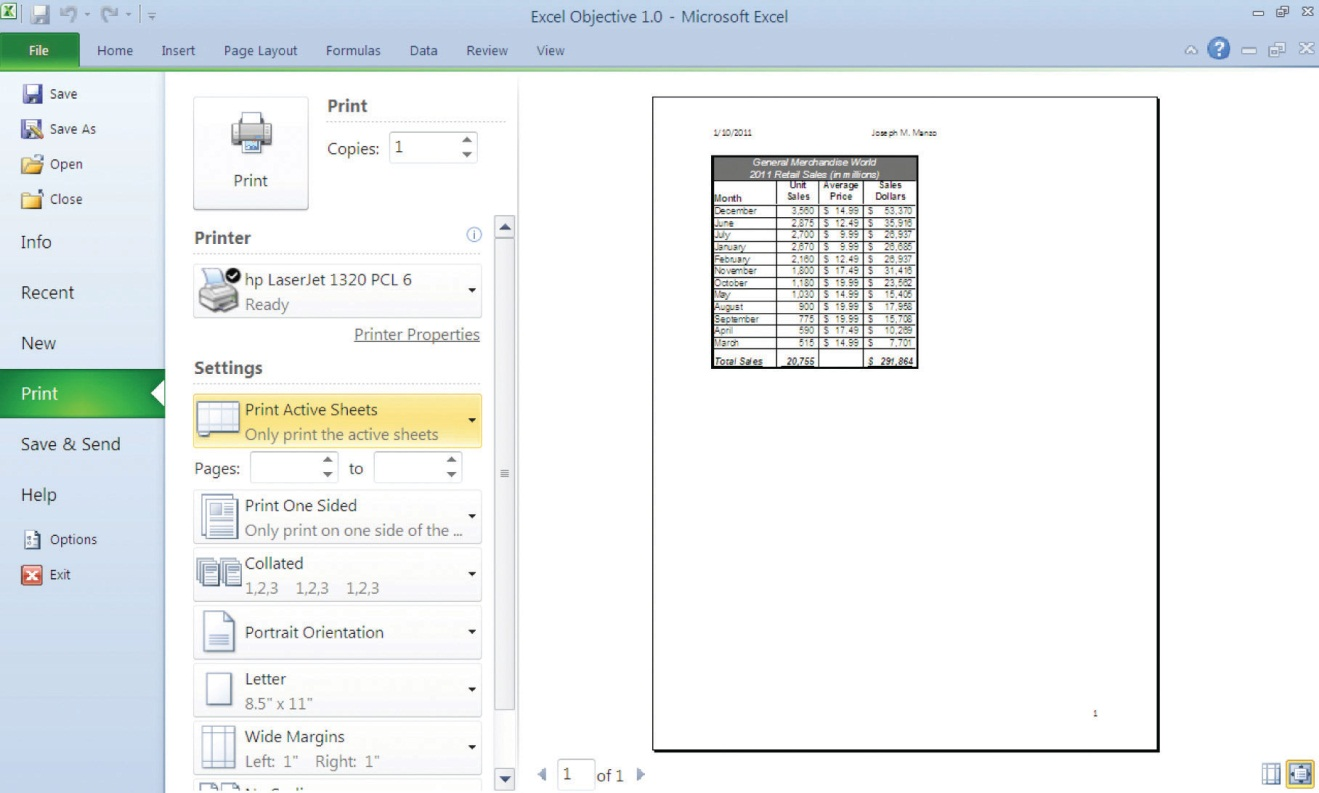 Excel Objective 1.0 - Microsoft Excel
File Home Insert Page Layout Formulas Data Review View
Save
Save As
Open
Close
Info
Recent
New
Print
Save & Send
Help
Options
Exit
Print
Print
Copies: 1
Printer
hp LaserJet 1320 PCL 6
Ready
Printer Properties
Settings
Print Active Sheets
Only print the active sheets
Pages: to
Print One Sided
Only print on one side of the ...
Collated
1,2,3 1,2,3 1,2,3
Portrait Orientation
Letter
8.5" x 11"
Wide Margins
Left: 1" Right: 1"
1/10/2011 Joseph M. Manzo
General Merchandise World
2011 Retail Sales (in millions)
Unit Average Sales
Month Sales Price Dollars
December 3,560 $ 14.99 $ 53,370
June 2,875 $ 12.49 $ 35,916
July 2,700 $ 9.99 $ 26,937
January 2,670 $ 9.99 $ 26,685
February 2,160 $ 12.49 $ 26,937
November 1,800 $ 17.49 $ 31,416
October 1,180 $ 19.99 $ 23,562
May 1,030 $ 14.99 $ 15,405
August 900 $ 19.99 $ 17,958
September 775 $ 19.99 $ 15,708
April 590 $ 17.49 $ 10,269
March 515 $ 14.99 $ 7,701
Total Sales 20,755 $ 291,864
1
1 of 1